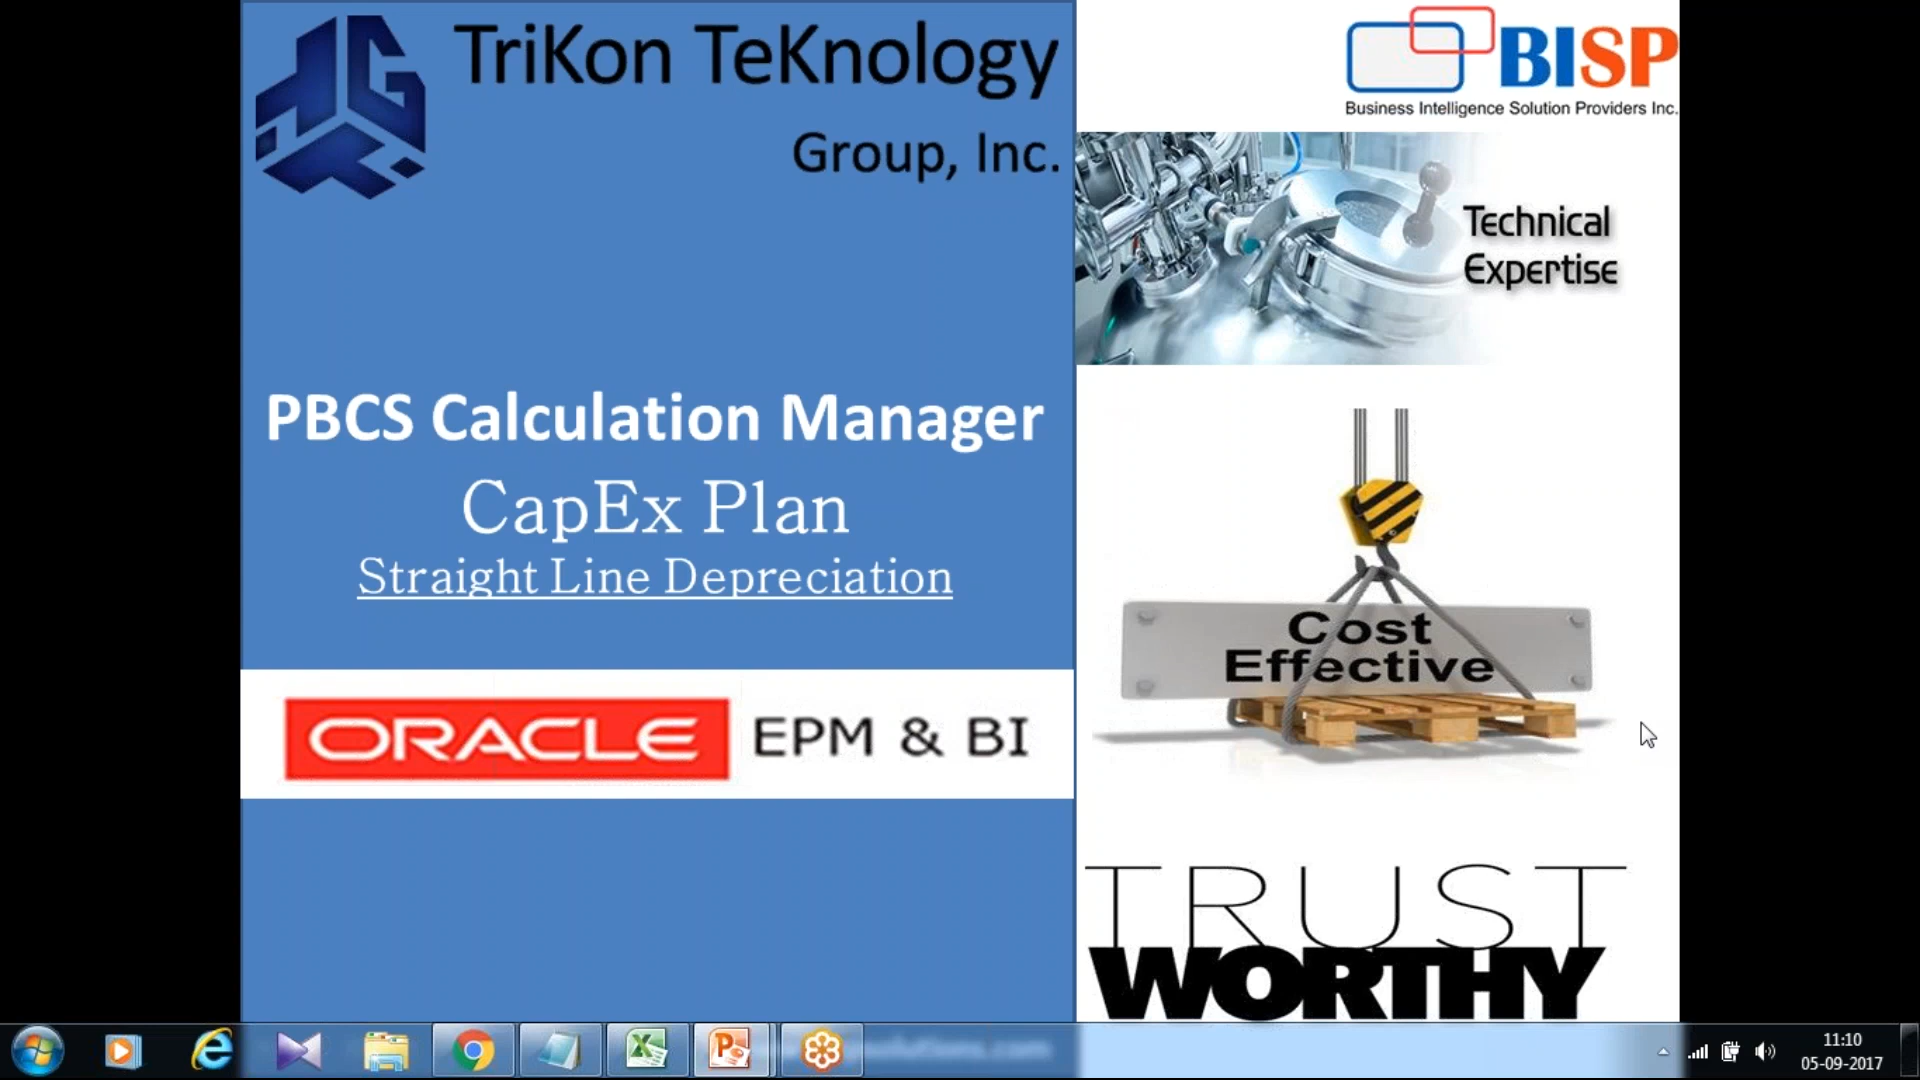 TriKon TeKnology
Group, Inc.
BISP
Business Intelligence Solution Providers Inc.
Technical
Expertise
PBCS Calculation Manager
CapEx Plan
Straight Line Depreciation
Cost
Effective
ORACLE EPM & BI
TRUST
WORTHY
11:10
05-09-2017